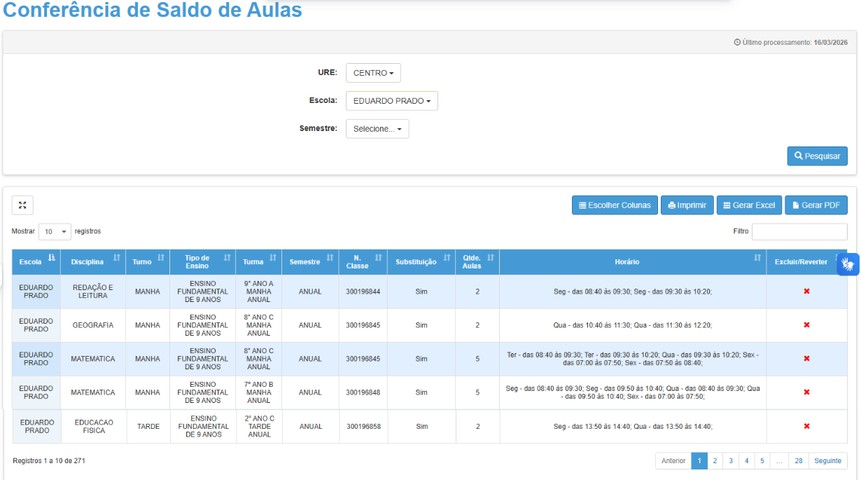 Conferência de Saldo de Aulas
Último processamento: 16/03/2026
URE: CENTRO
Escola: EDUARDO PRADO
Semestre: Selecione...
Pesquisar
Escolher Colunas Imprimir Gerar Excel Gerar PDF
Mostrar 10 registros Filtro
Escola Disciplina Turno Tipo de Ensino Turma Semestre N. Classe Substituição Qtde. Aulas Horário Excluir/Reverter
EDUARDO PRADO REDAÇÃO E LEITURA MANHA ENSINO FUNDAMENTAL DE 9 ANOS 9° ANO A MANHA ANUAL ANUAL 300196844 Sim 2 Seg - das 08:40 às 09:30; Seg - das 09:30 às 10:20;
EDUARDO PRADO GEOGRAFIA MANHA ENSINO FUNDAMENTAL DE 9 ANOS 8° ANO C MANHA ANUAL ANUAL 300196845 Sim 2 Qua - das 10:40 às 11:30; Qua - das 11:30 às 12:20;
EDUARDO PRADO MATEMATICA MANHA ENSINO FUNDAMENTAL DE 9 ANOS 8° ANO C MANHA ANUAL ANUAL 300196845 Sim 5 Ter - das 08:40 às 09:30; Ter - das 09:30 às 10:20; Qua - das 09:30 às 10:20; Sex - das 07:00 às 07:50; Sex - das 07:50 às 08:40;
EDUARDO PRADO MATEMATICA MANHA ENSINO FUNDAMENTAL DE 9 ANOS 7° ANO B MANHA ANUAL ANUAL 300196848 Sim 5 Seg - das 08:40 às 09:30; Seg - das 09:50 às 10:40; Qua - das 08:40 às 09:30; Qua - das 09:50 às 10:40; Sex - das 07:00 às 07:50;
EDUARDO PRADO EDUCACAO FISICA TARDE ENSINO FUNDAMENTAL DE 9 ANOS 2° ANO C TARDE ANUAL ANUAL 300196858 Sim 2 Seg - das 13:50 às 14:40; Qua - das 13:50 às 14:40;
Registros 1 a 10 de 271 Anterior 1 2 3 4 5 ... 28 Seguinte